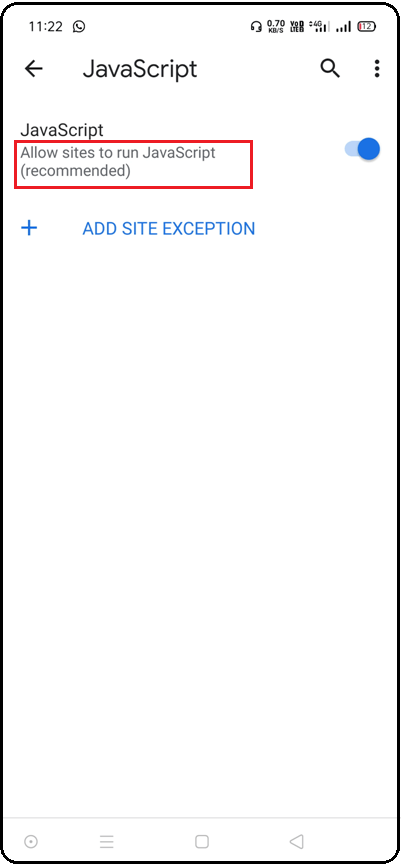 11:22 0.70 KB/S Vo LTE 4G 12
JavaScript
JavaScript
Allow sites to run JavaScript
(recommended)
+ ADD SITE EXCEPTION